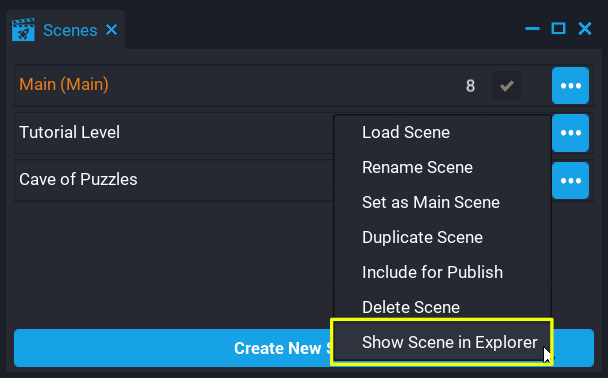 Scenes
Main (Main) 8
Tutorial Level
Cave of Puzzles
Load Scene
Rename Scene
Set as Main Scene
Duplicate Scene
Include for Publish
Delete Scene
Show Scene in Explorer
Create New